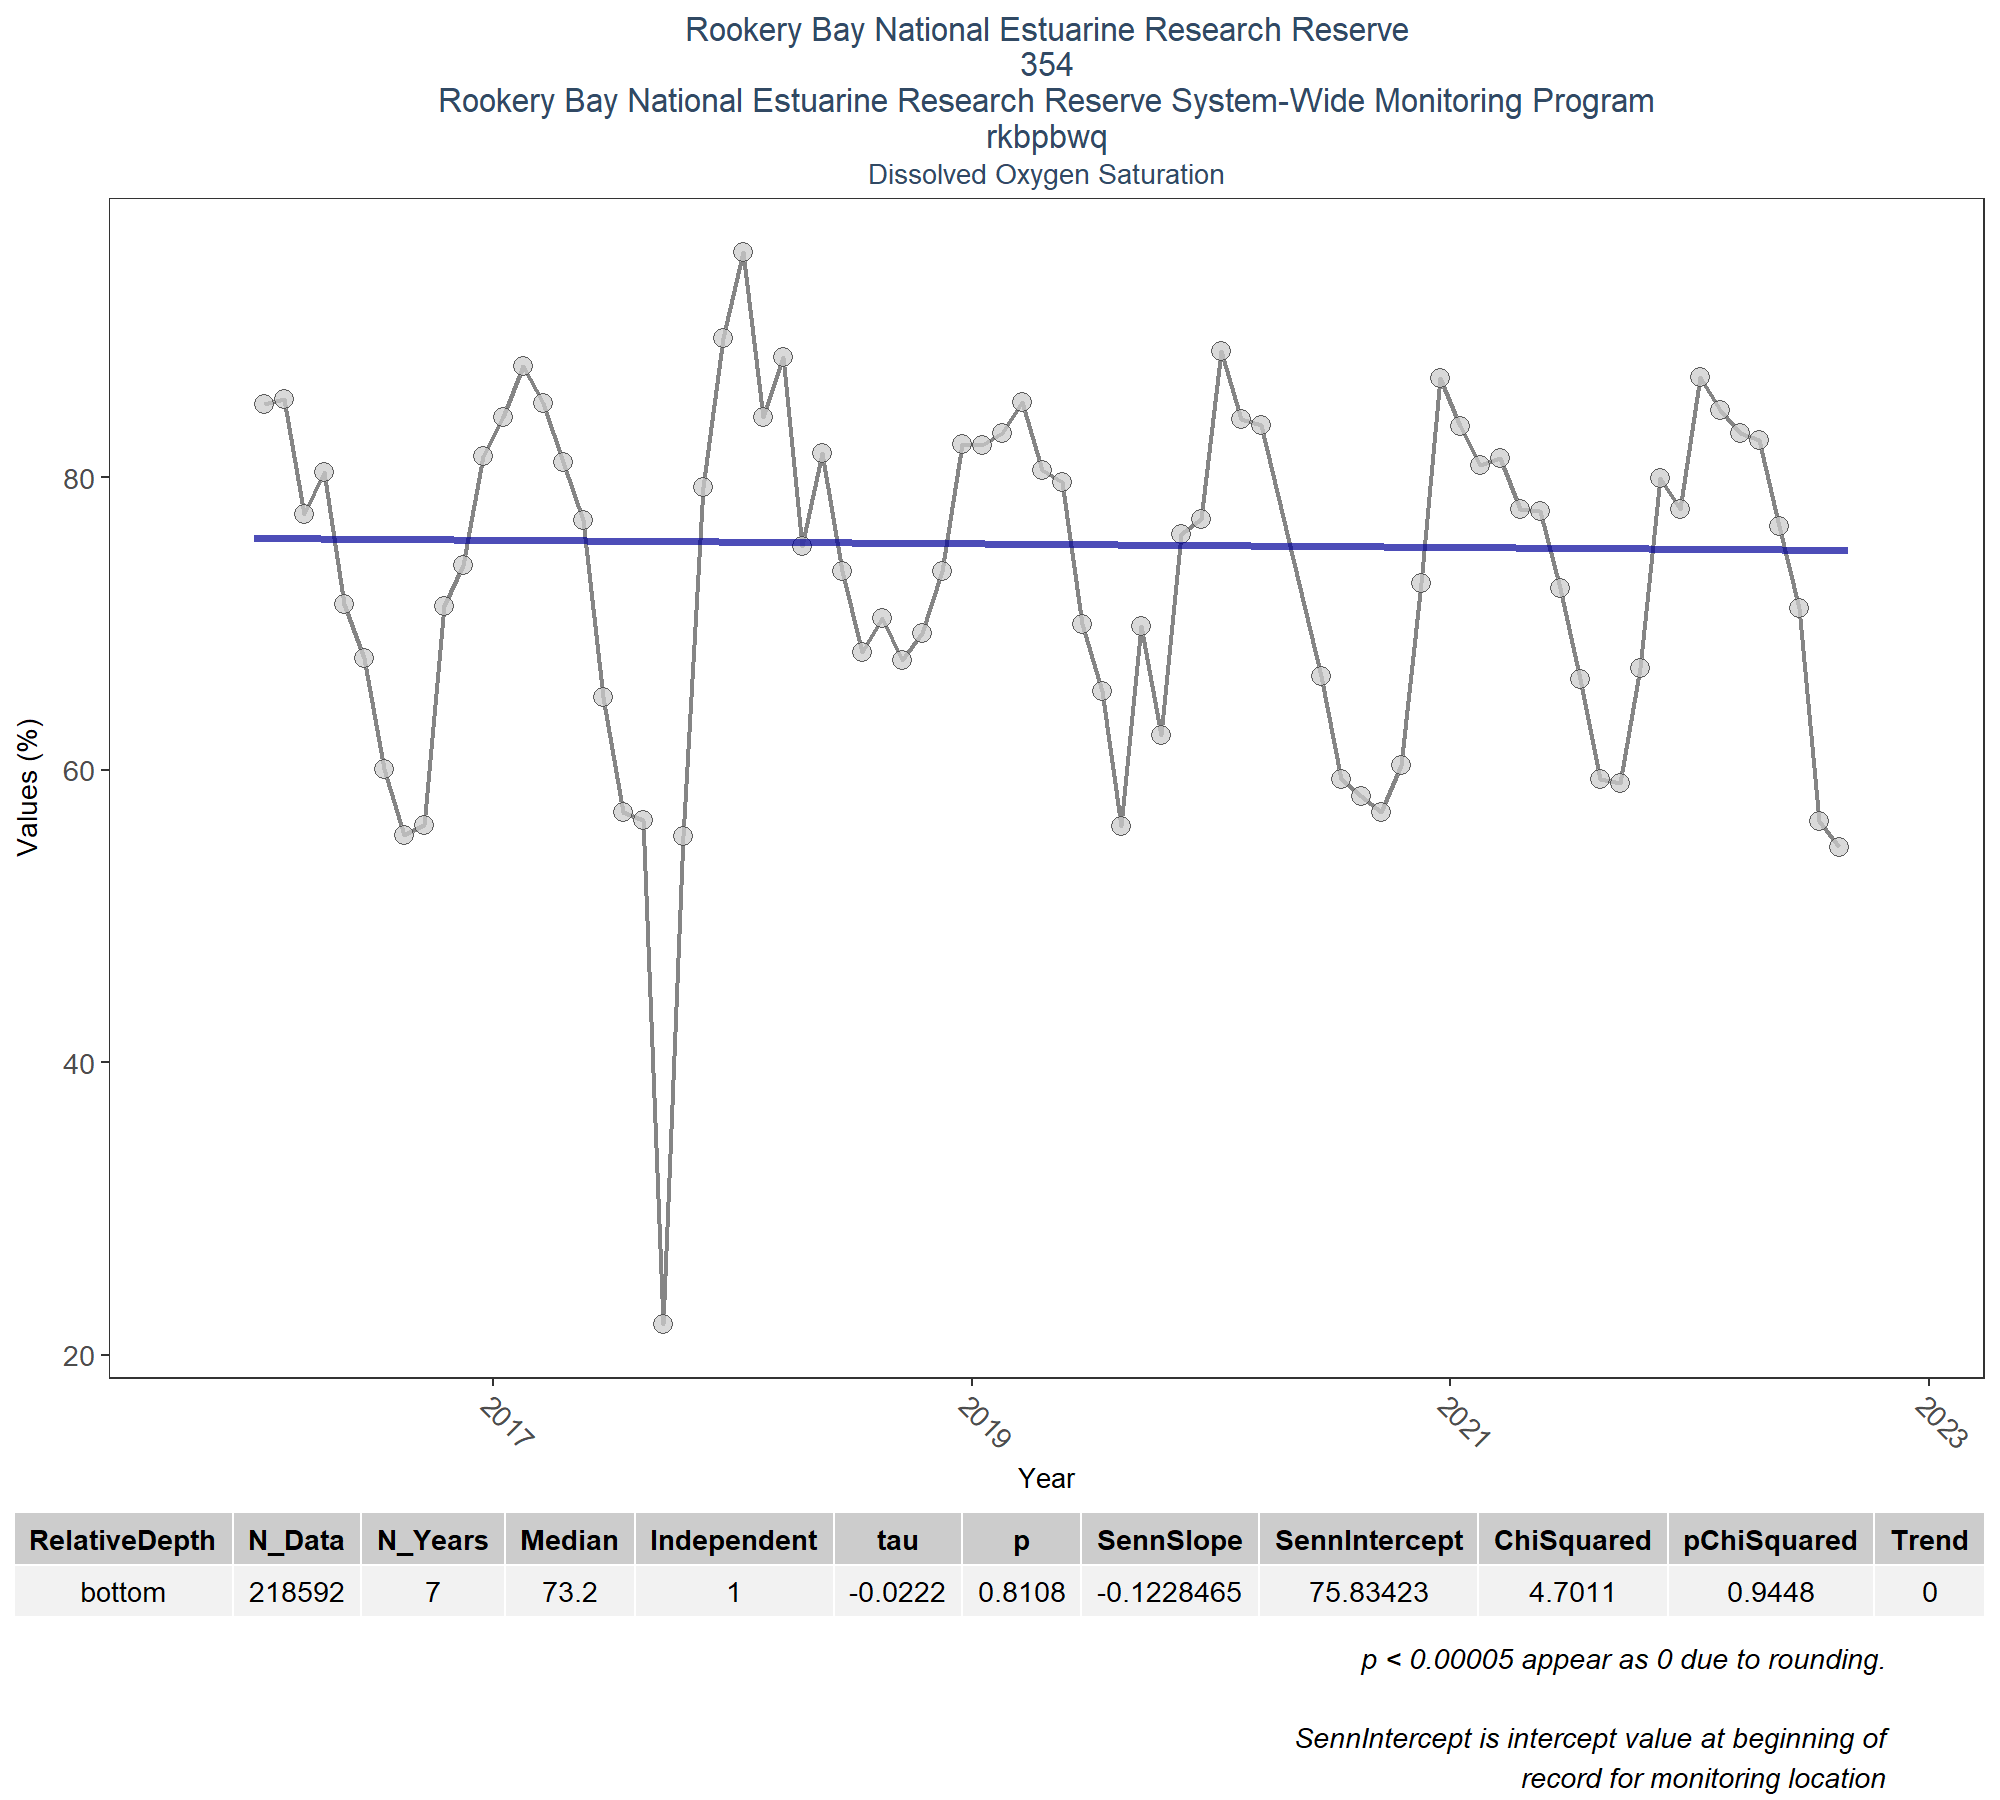 Rookery Bay National Estuarine Research Reserve
354
Rookery Bay National Estuarine Research Reserve System-Wide Monitoring Program
rkbpbwq
Dissolved Oxygen Saturation
Values (%)
80
60
40
20
2017 2019 2021 2023
Year
RelativeDepth N_Data N_Years Median Independent tau p SennSlope SennIntercept ChiSquared pChiSquared Trend
bottom 218592 7 73.2 1 -0.0222 0.8108 -0.1228465 75.83423 4.7011 0.9448 0
p < 0.00005 appear as 0 due to rounding.
SennIntercept is intercept value at beginning of
record for monitoring location